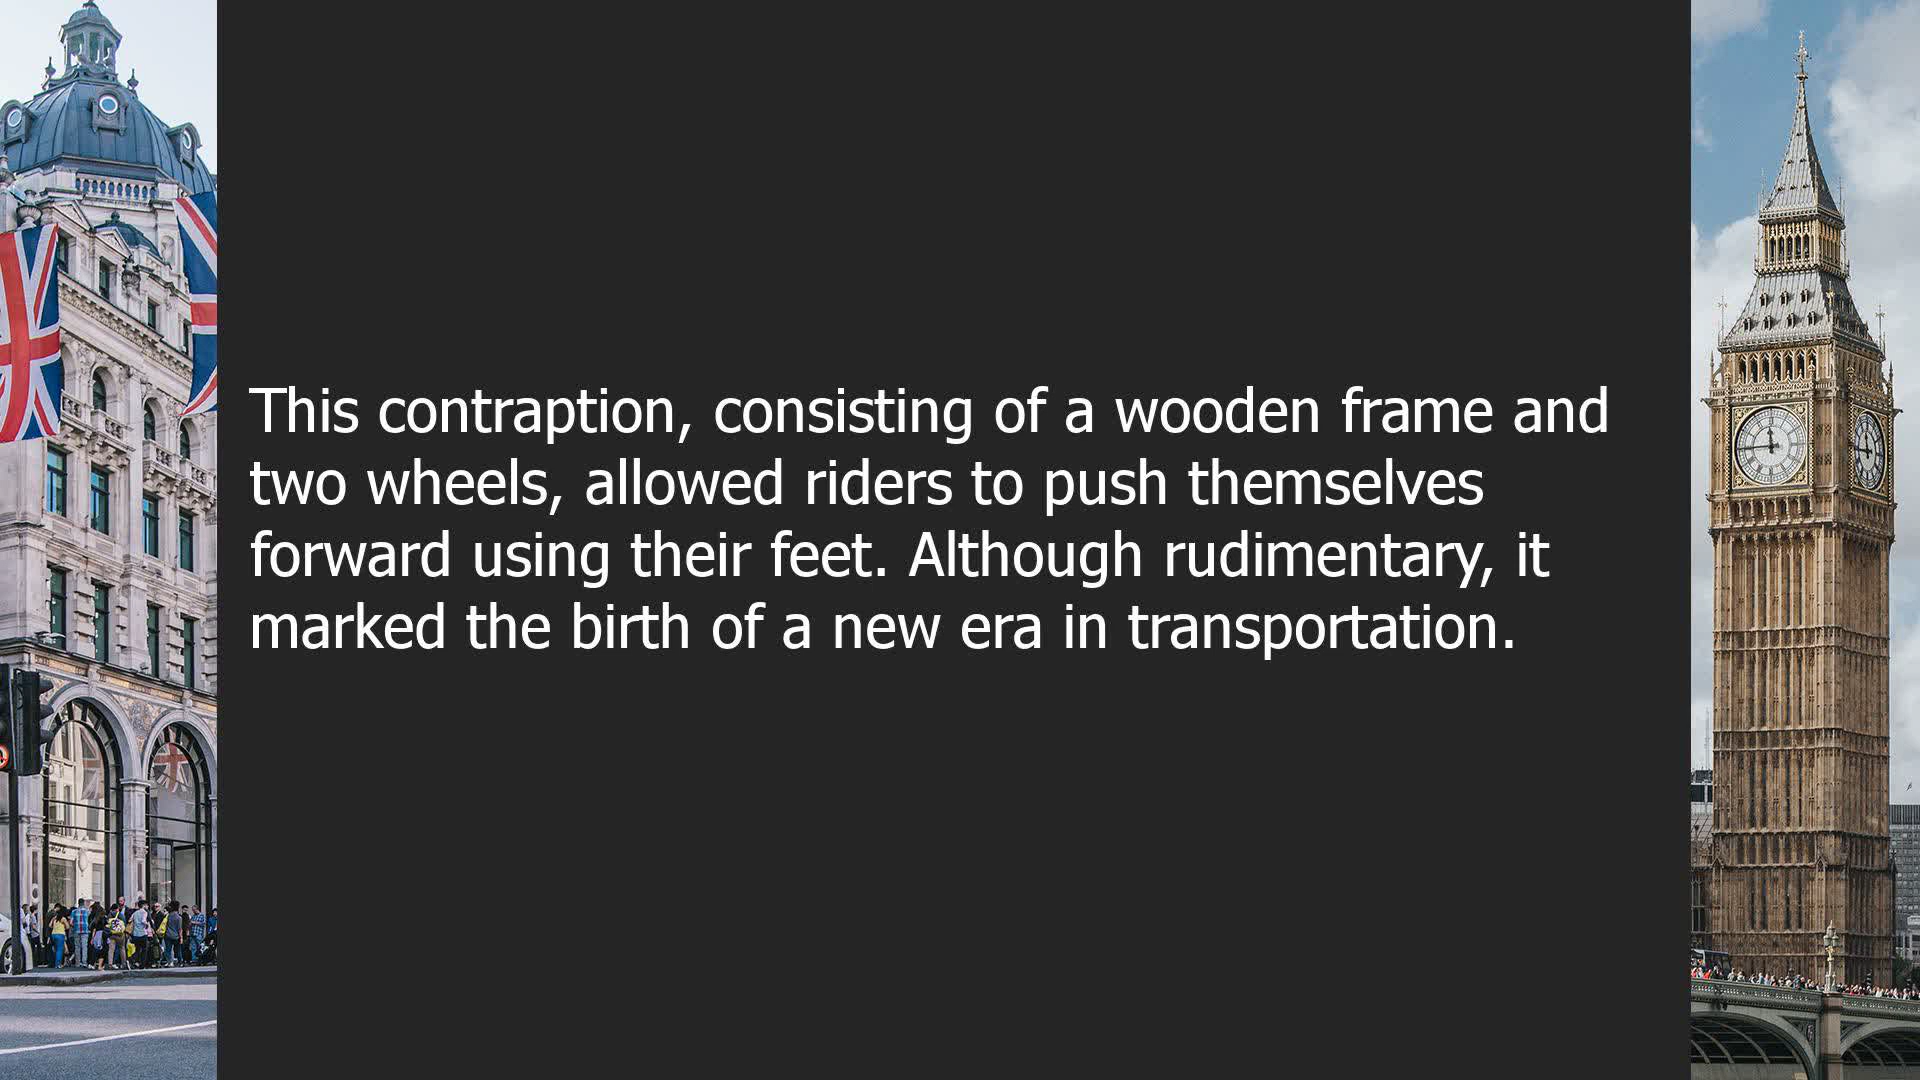 This contraption, consisting of a wooden frame and
two wheels, allowed riders to push themselves
forward using their feet. Although rudimentary, it
marked the birth of a new era in transportation.